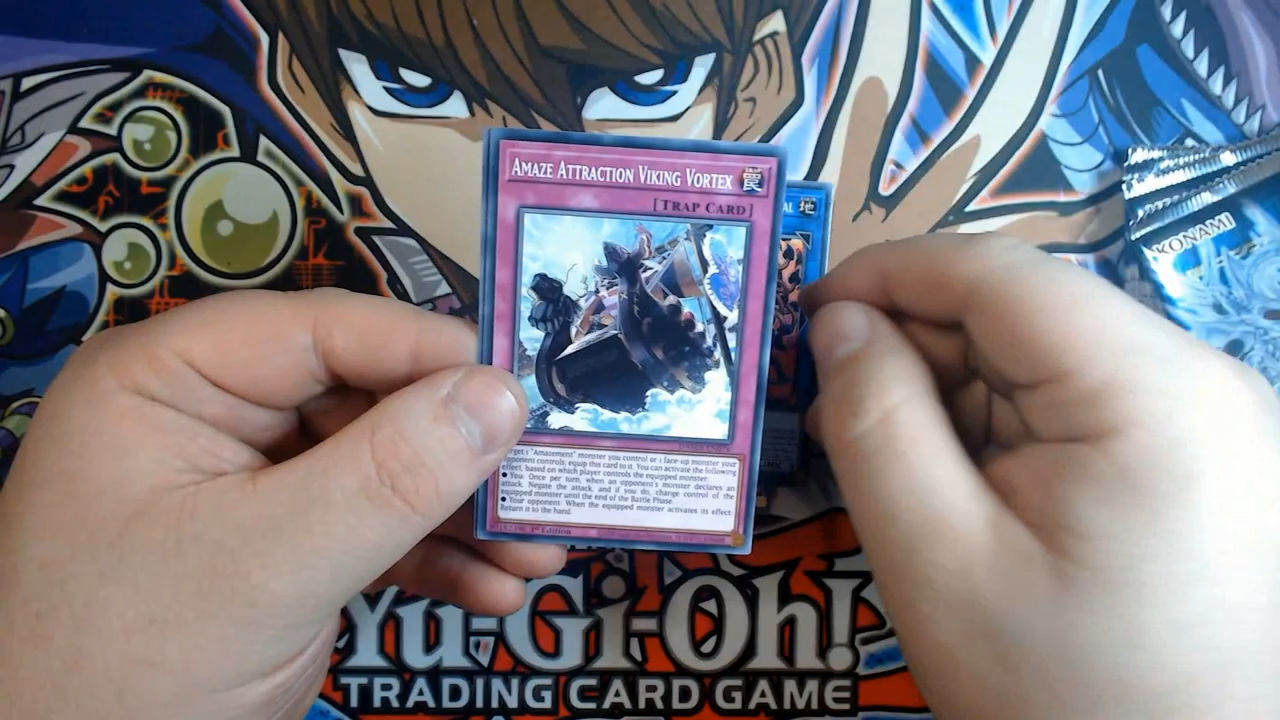 AMAZE ATTRACTION VIKING VORTEX
TRAP
罠
[TRAP CARD]
AL 地
KONAMI
Target 1 "Amazement" monster you control or 1 face-up monster your
opponent controls; equip this card to it. You can activate the following
effect, based on which player controls the equipped monster.
● You: Once per turn, when an opponent's monster declares an
attack: Negate the attack, and if you do, change control of the
equipped monster until the end of the Battle Phase.
● Your opponent: When the equipped monster activates its effect:
Return it to the hand.
1st Edition
Yu-Gi-Oh!
TRADING CARD GAME